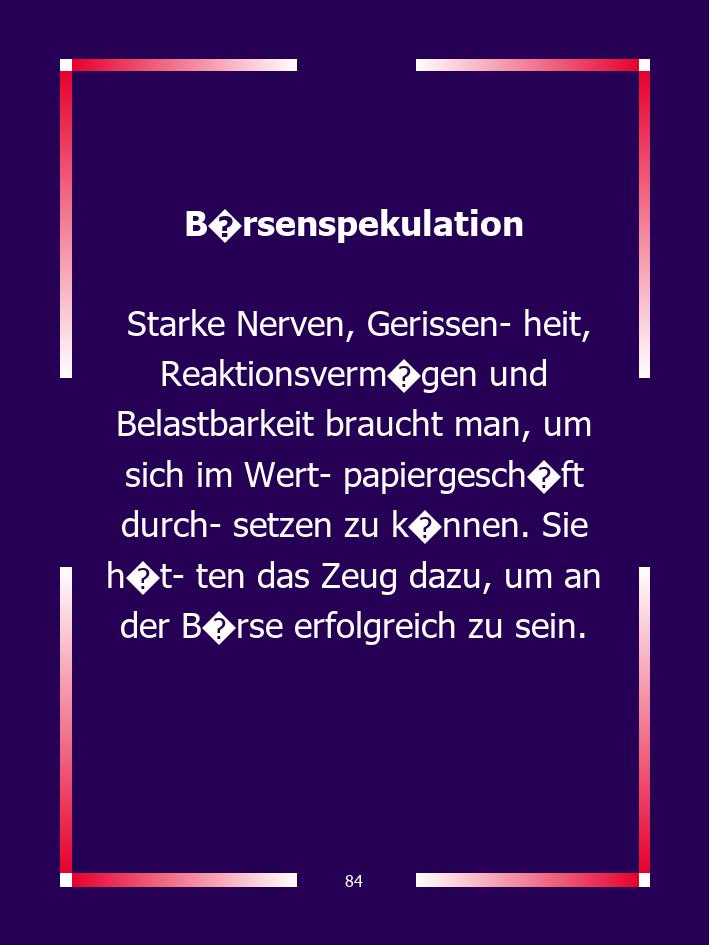 B�rsenspekulation
Starke Nerven, Gerissen- heit,
Reaktionsverm�gen und
Belastbarkeit braucht man, um
sich im Wert- papiergesch�ft
durch- setzen zu k�nnen. Sie
h�t- ten das Zeug dazu, um an
der B�rse erfolgreich zu sein.
84